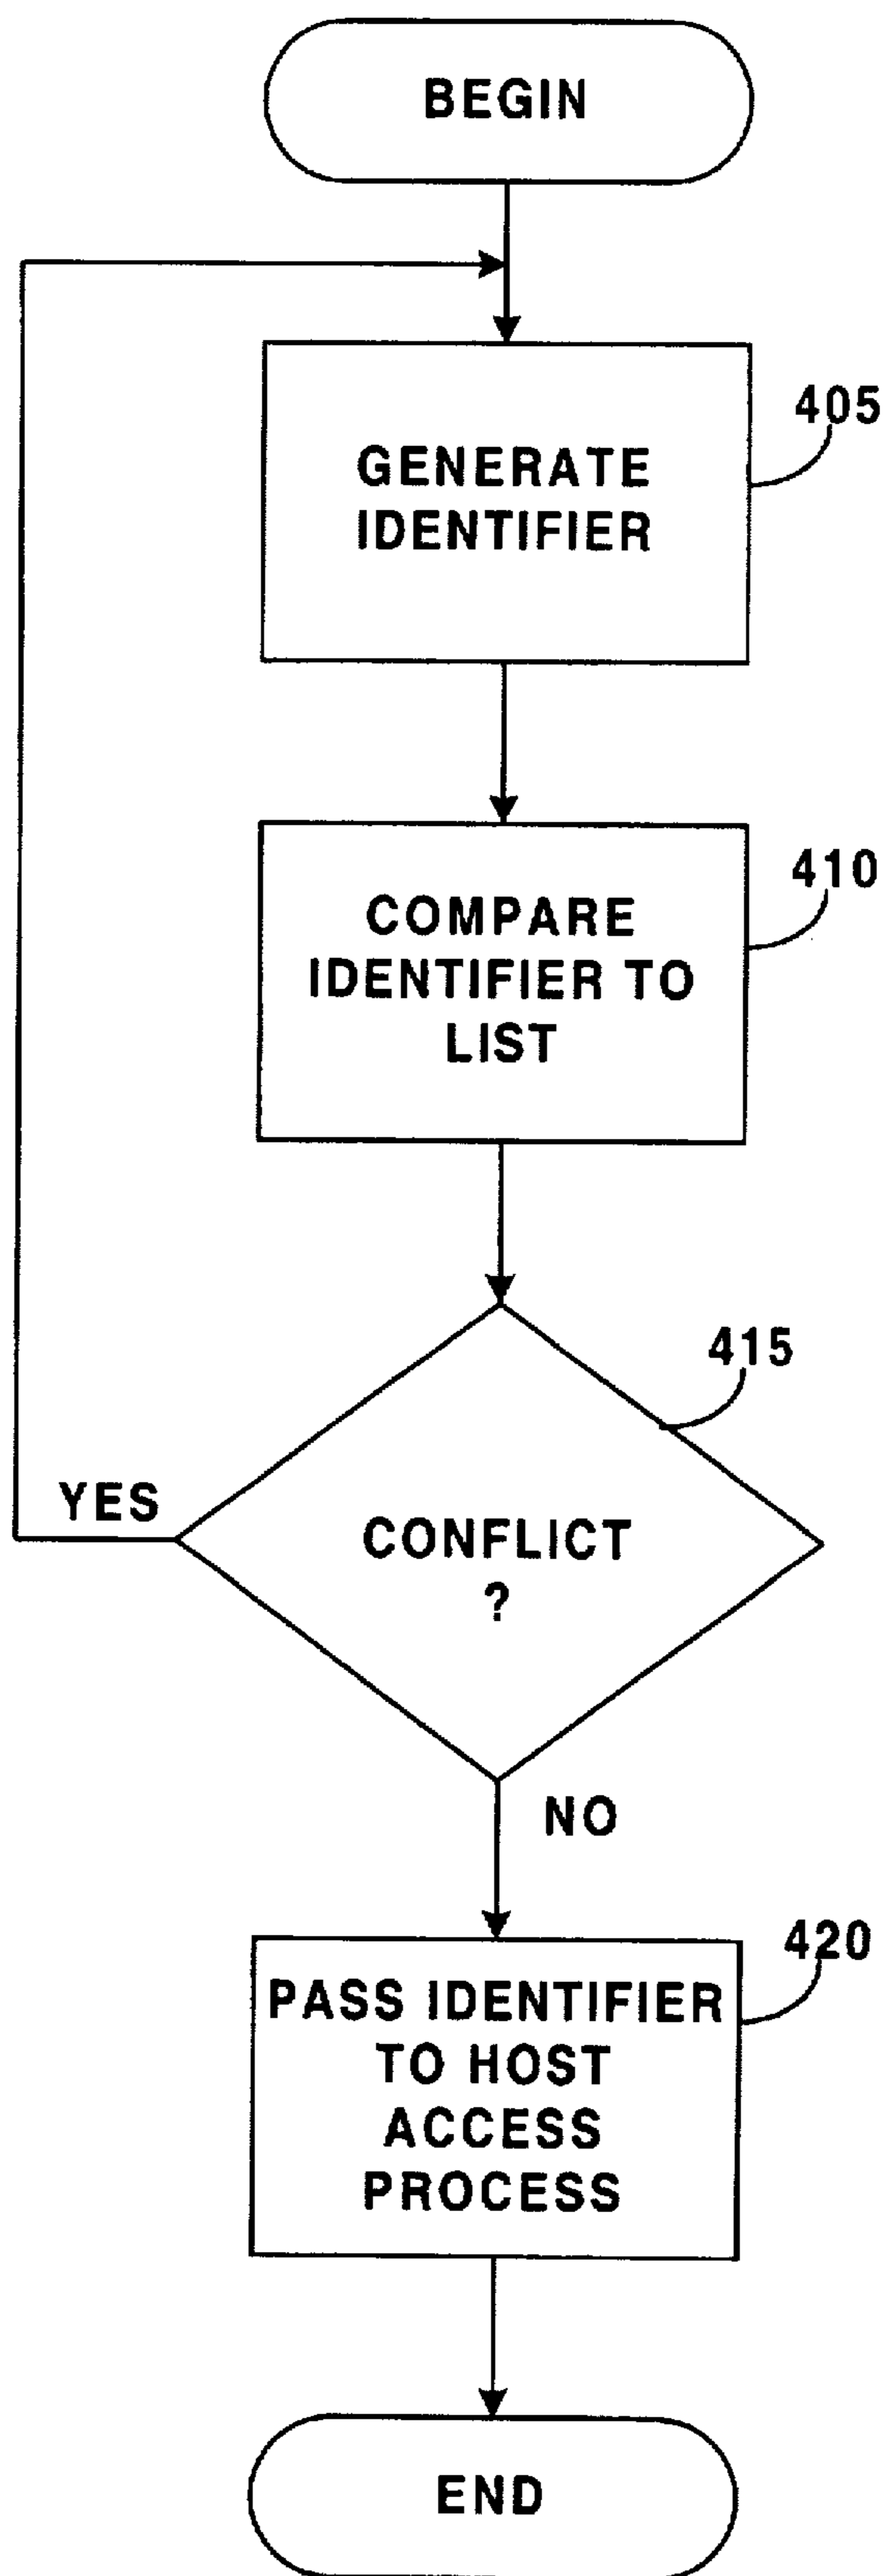 BEGIN
405
GENERATE
IDENTIFIER
410
COMPARE
IDENTIFIER TO
LIST
415
YES
CONFLICT
?
NO
420
PASS IDENTIFIER
TO HOST
ACCESS
PROCESS
END